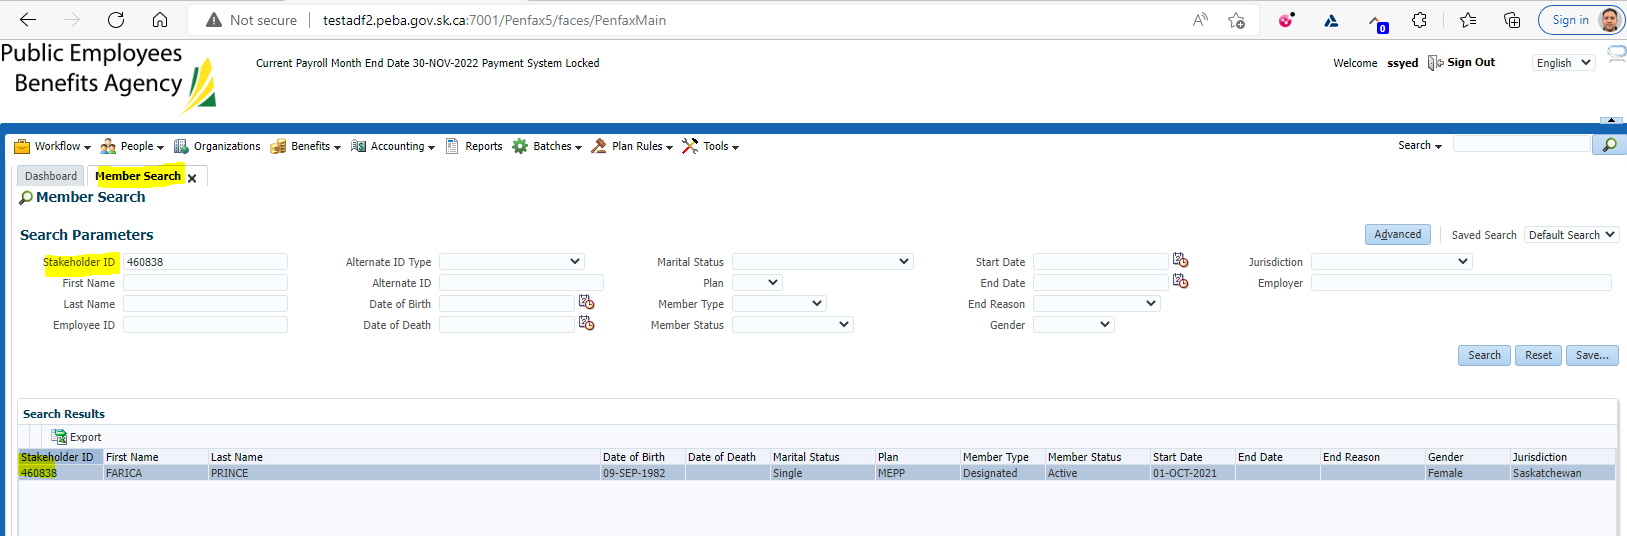 Not secure | testadf2.peba.gov.sk.ca:7001/Penfax5/faces/PenfaxMain
0
Sign in
Public Employees
Benefits Agency
Current Payroll Month End Date 30-NOV-2022 Payment System Locked
Welcome ssyed Sign Out English
Workflow People Organizations Benefits Accounting Reports Batches Plan Rules Tools Search
Dashboard Member Search
Member Search
Search Parameters
Advanced Saved Search Default Search
Stakeholder ID 460838 Alternate ID Type Marital Status Start Date Jurisdiction
First Name Alternate ID Plan End Date Employer
Last Name Date of Birth Member Type End Reason
Employee ID Date of Death Member Status Gender
Search Reset Save...
Search Results
Export
Stakeholder ID First Name Last Name Date of Birth Date of Death Marital Status Plan Member Type Member Status Start Date End Date End Reason Gender Jurisdiction
460838 FARICA PRINCE 09-SEP-1982 Single MEPP Designated Active 01-OCT-2021 Female Saskatchewan